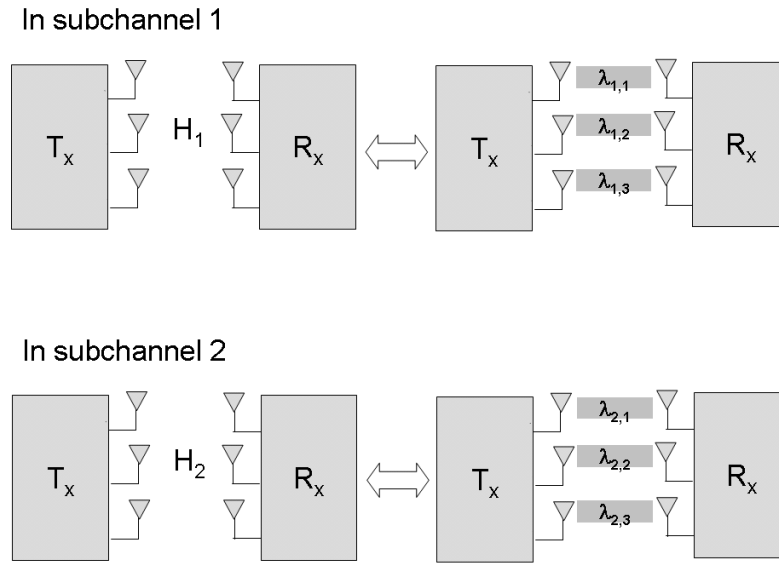 In subchannel 1
Tx H1 Rx Tx λ1,1 Rx
λ1,2
λ1,3
In subchannel 2
Tx H2 Rx Tx λ2,1 Rx
λ2,2
λ2,3